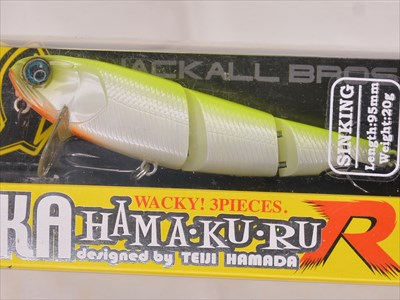 JACKALL BROS
SINKING
Length:95mm
Weight:20g
WACKY! 3PIECES.
KA HAMA·KU·RU R
designed by TEIJI HAMADA